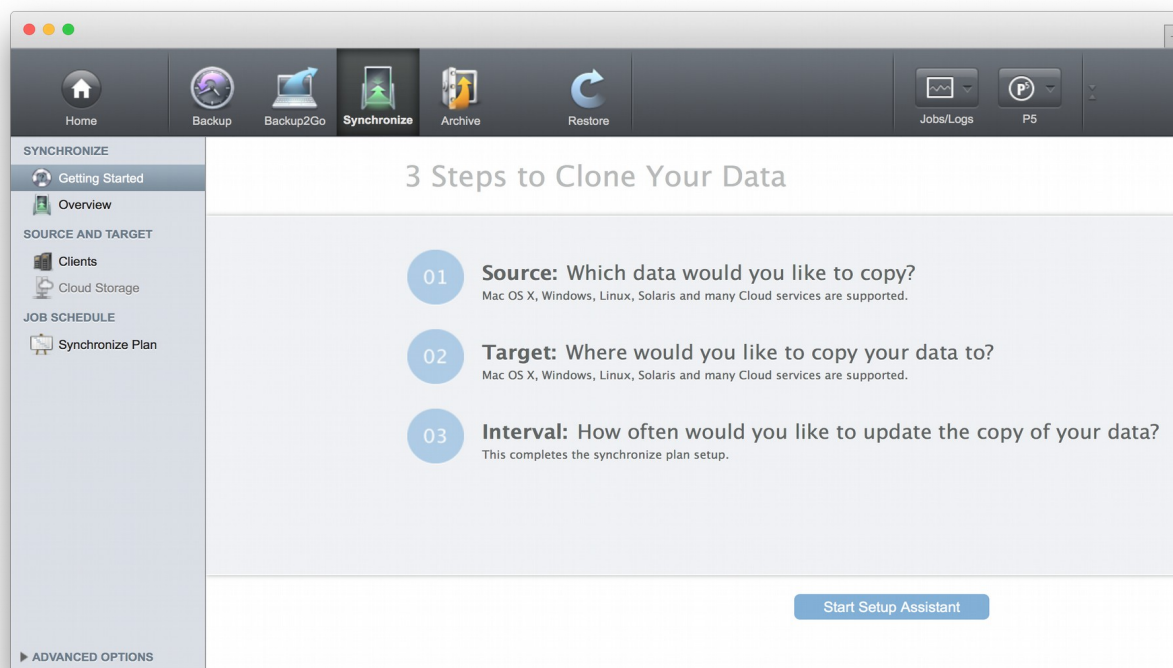 Home
Backup
Backup2Go
Synchronize
Archive
Restore
Jobs/Logs
P5
P5
SYNCHRONIZE
Getting Started
Overview
SOURCE AND TARGET
Clients
Cloud Storage
JOB SCHEDULE
Synchronize Plan
ADVANCED OPTIONS
3 Steps to Clone Your Data
01
Source: Which data would you like to copy?
Mac OS X, Windows, Linux, Solaris and many Cloud services are supported.
02
Target: Where would you like to copy your data to?
Mac OS X, Windows, Linux, Solaris and many Cloud services are supported.
03
Interval: How often would you like to update the copy of your data?
This completes the synchronize plan setup.
Start Setup Assistant